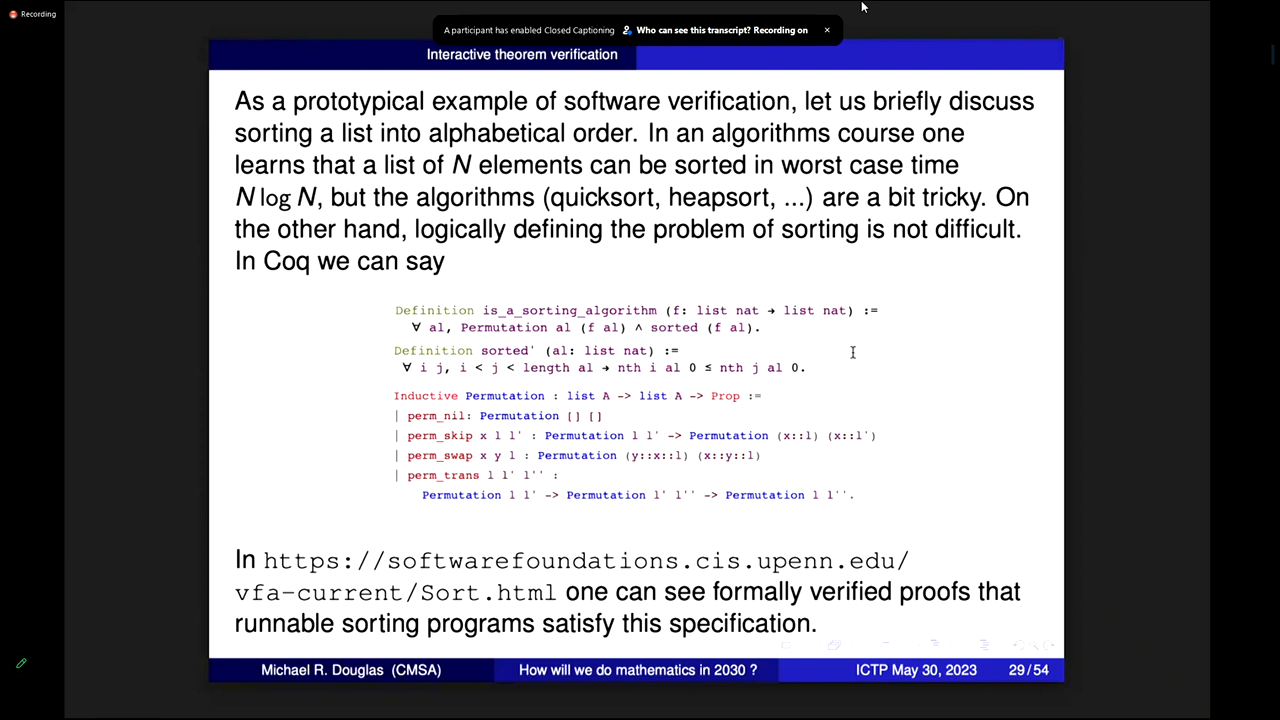 Recording
A participant has enabled Closed Captioning Who can see this transcript? Recording on ×
Interactive theorem verification
As a prototypical example of software verification, let us briefly discuss
sorting a list into alphabetical order. In an algorithms course one
learns that a list of N elements can be sorted in worst case time
N log N, but the algorithms (quicksort, heapsort, ...) are a bit tricky. On
the other hand, logically defining the problem of sorting is not difficult.
In Coq we can say
Definition is_a_sorting_algorithm (f: list nat → list nat) :=
∀ al, Permutation al (f al) ∧ sorted (f al).
Definition sorted' (al: list nat) :=
∀ i j, i < j < length al → nth i al 0 ≤ nth j al 0.
Inductive Permutation : list A -> list A -> Prop :=
| perm_nil: Permutation [] []
| perm_skip x l l' : Permutation l l' -> Permutation (x::l) (x::l')
| perm_swap x y l : Permutation (y::x::l) (x::y::l)
| perm_trans l l' l'' :
Permutation l l' -> Permutation l' l'' -> Permutation l l''.
In https://softwarefoundations.cis.upenn.edu/
vfa-current/Sort.html one can see formally verified proofs that
runnable sorting programs satisfy this specification.
Michael R. Douglas (CMSA) How will we do mathematics in 2030 ? ICTP May 30, 2023 29 / 54